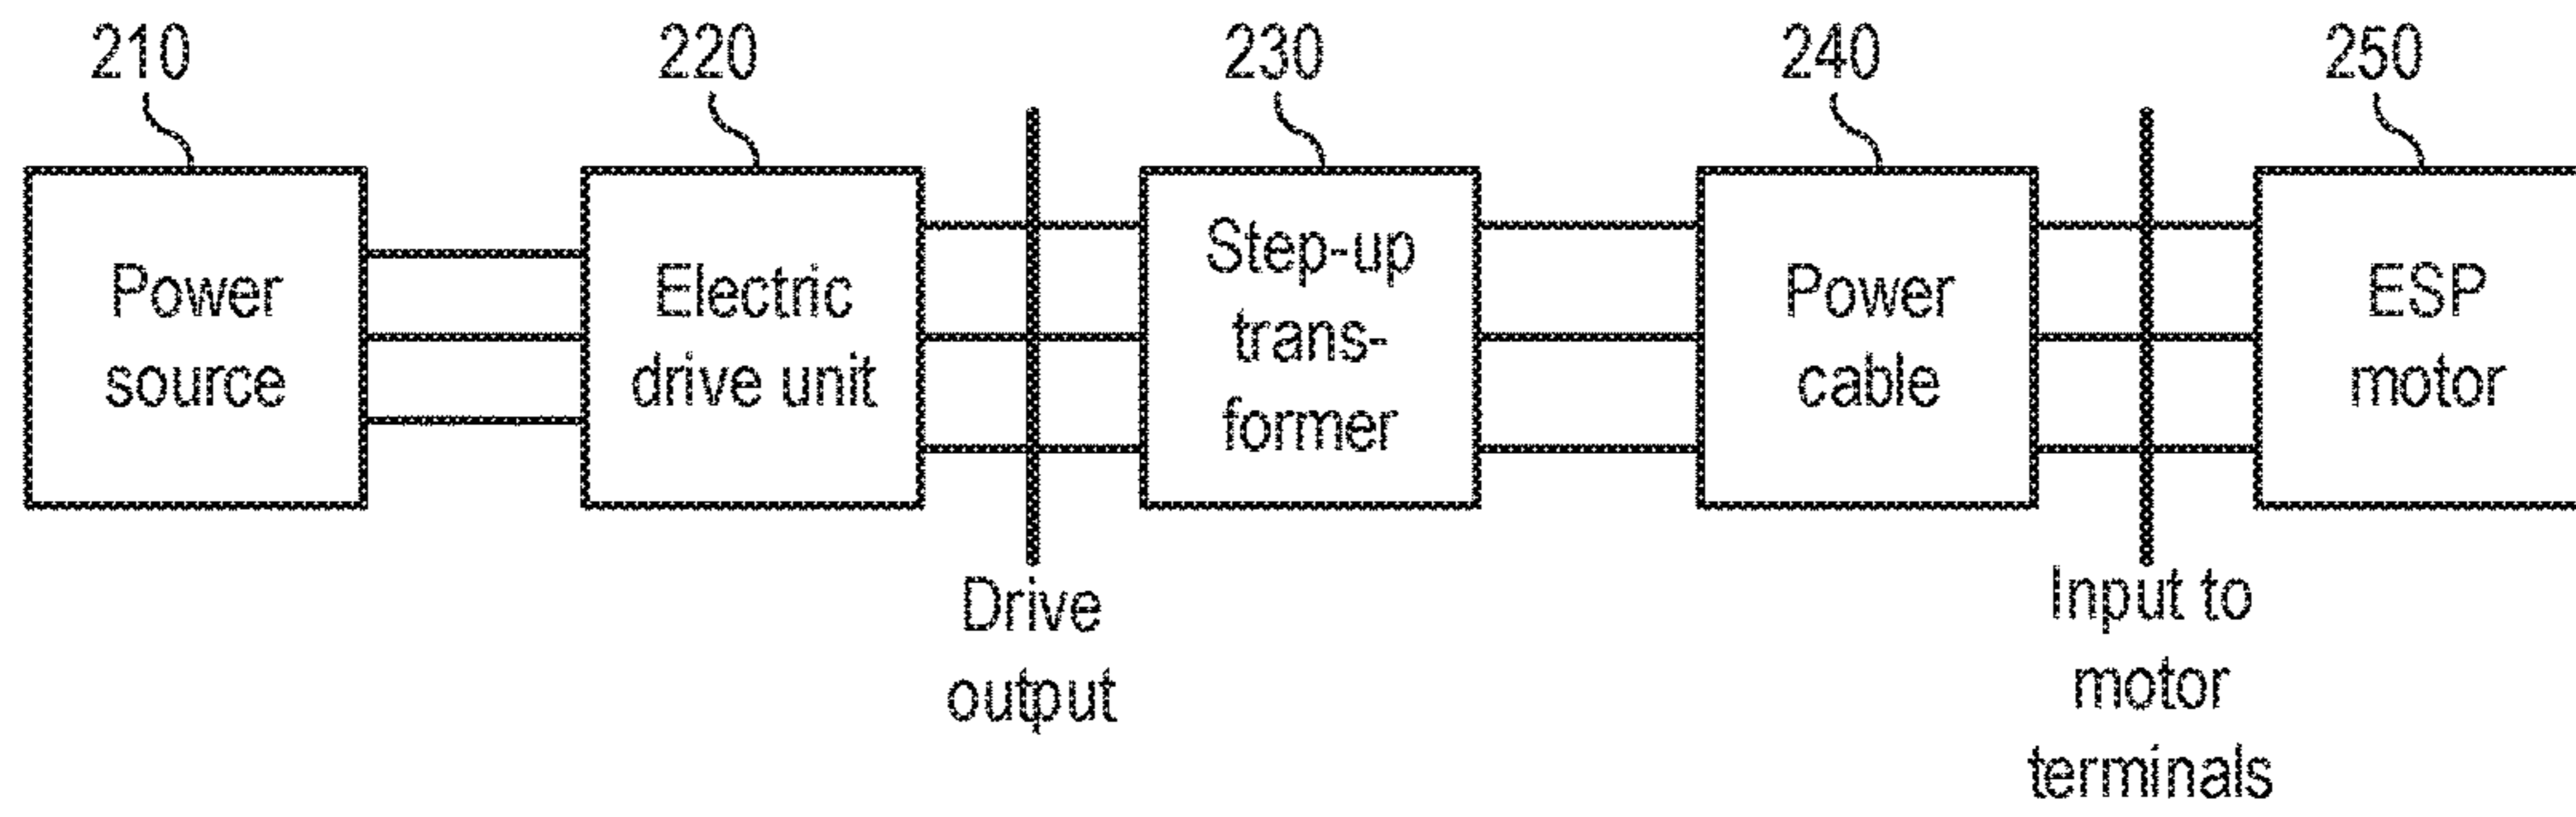 210
220
230
240
250
Power
source
Electric
drive unit
Step-up
trans-
former
Power
cable
ESP
motor
Drive
output
Input to
motor
terminals